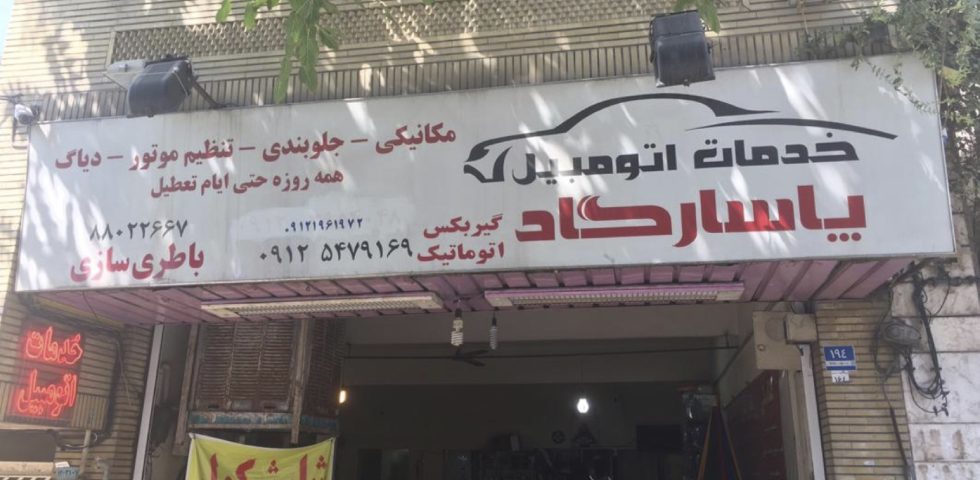 خدمات اتومبیل
پاسارگاد
مکانیکی - جلوبندی - تنظیم موتور - دیاگ
همه روزه حتی ایام تعطیل
گیربکس
اتوماتیک
۰۹۱۲۱۹۶۱۹۷۲
۰۹۱۲ ۵۴۷۹۱۶۹
۸۸۰۲۲۶۶۷
باطری سازی
خدمات
اتومبیل
۱۹۴